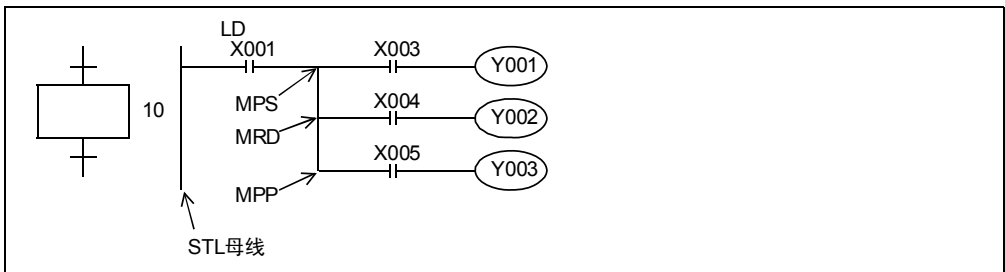 LD
X001 X003 Y001
MPS
10
X004 Y002
MRD
X005 Y003
MPP
STL母线